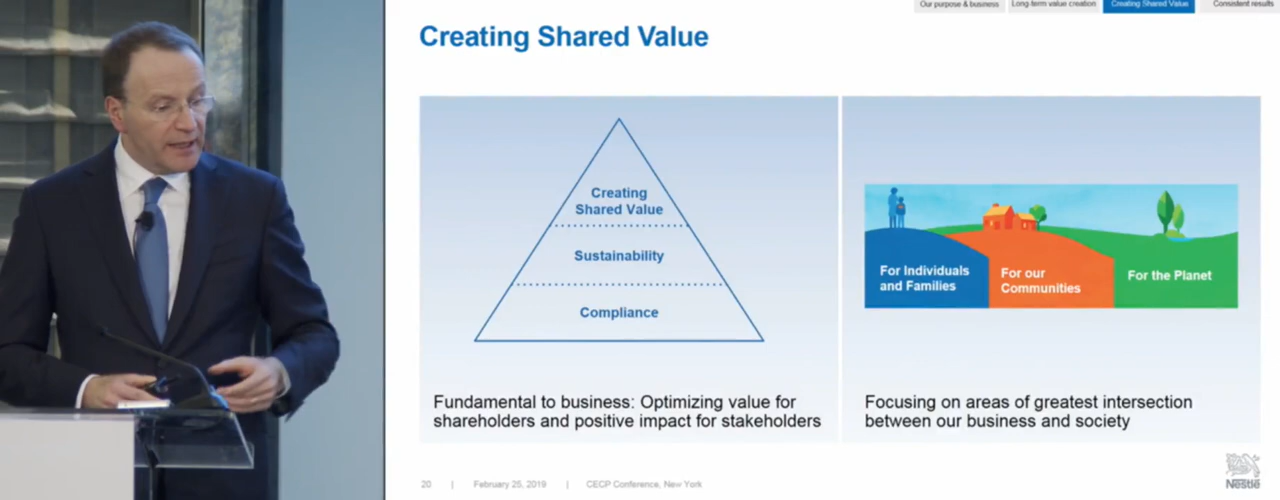 Our purpose & business
Long-term value creation
Creating Shared Value
Consistent results
Creating Shared Value
Creating
Shared Value
Sustainability
Compliance
Fundamental to business: Optimizing value for
shareholders and positive impact for stakeholders
For Individuals
and Families
For our
Communities
For the Planet
Focusing on areas of greatest intersection
between our business and society
20 | February 25, 2019 | CECP Conference, New York
Nestlé